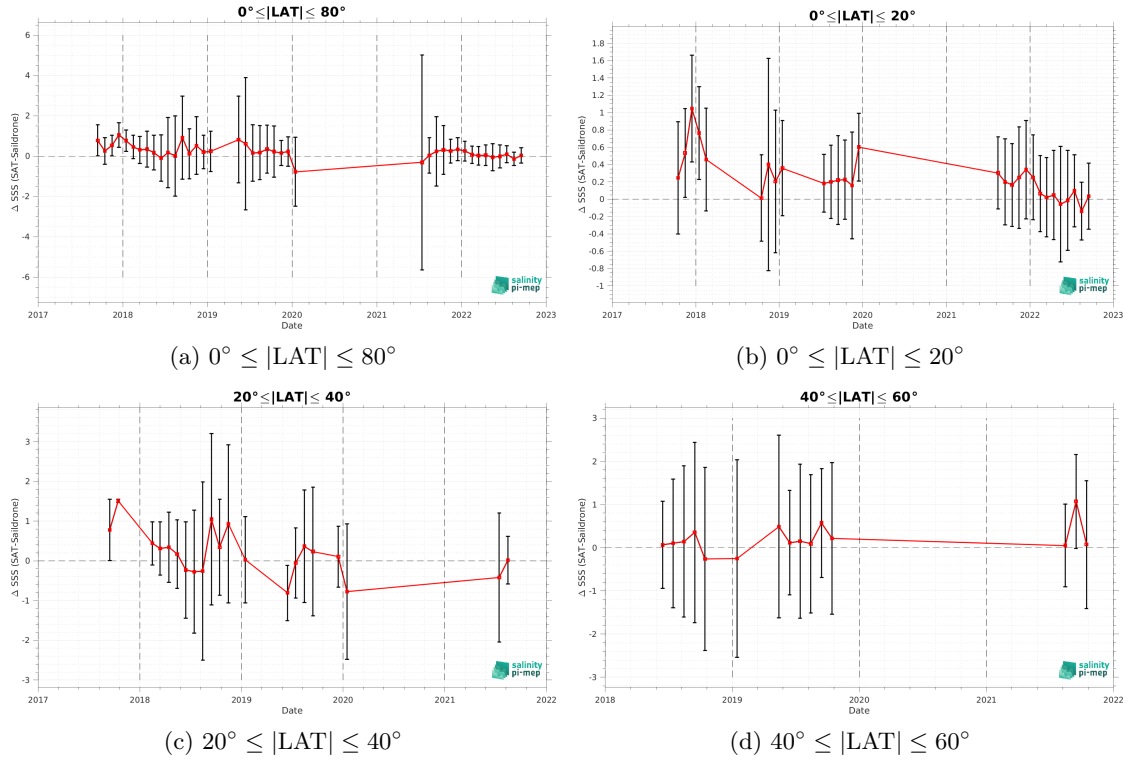 0°≤|LAT|≤ 80°
Δ SSS (SAT-Saildrone)
6
4
2
0
-2
-4
-6
2017 2018 2019 2020 2021 2022 2023
Date
salinity
pi-mep
(a) 0° ≤ |LAT| ≤ 80°
0°≤|LAT|≤ 20°
Δ SSS (SAT-Saildrone)
1.8
1.6
1.4
1.2
1
0.8
0.6
0.4
0.2
0
-0.2
-0.4
-0.6
-0.8
-1
2017 2018 2019 2020 2021 2022 2023
Date
salinity
pi-mep
(b) 0° ≤ |LAT| ≤ 20°
20°≤|LAT|≤ 40°
Δ SSS (SAT-Saildrone)
3
2
1
0
-1
-2
-3
2017 2018 2019 2020 2021 2022
Date
salinity
pi-mep
(c) 20° ≤ |LAT| ≤ 40°
40°≤|LAT|≤ 60°
Δ SSS (SAT-Saildrone)
3
2
1
0
-1
-2
-3
2018 2019 2020 2021 2022
Date
salinity
pi-mep
(d) 40° ≤ |LAT| ≤ 60°